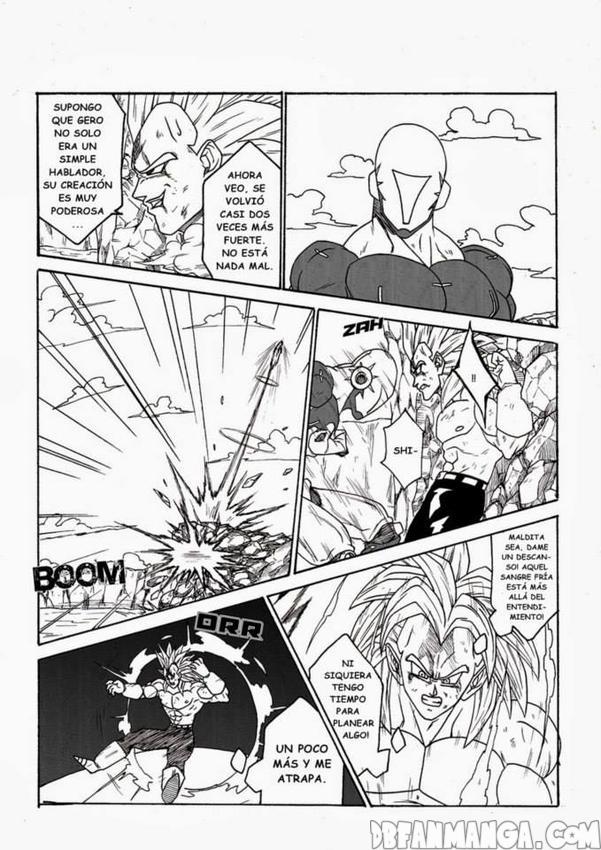 SUPONGO
QUE GERO
NO SOLO
ERA UN
SIMPLE
HABLADOR,
SU CREACIÓN
ES MUY
PODEROSA
...
AHORA
VEO, SE
VOLVIÓ
CASI DOS
VECES MÁS
FUERTE.
NO ESTÁ
NADA MAL.
ZAH
!!
SHI-
BOOM
MALDITA
SEA, DAME
UN DESCAN-
SO! AQUEL
SANGRE FRÍA
ESTÁ MÁS
ALLÁ DEL
ENTENDI-
MIENTO!
DRR
UN POCO
MÁS Y ME
ATRAPA.
NI
SIQUIERA
TENGO
TIEMPO
PARA
PLANEAR
ALGO!
DBFANMANGA.COM